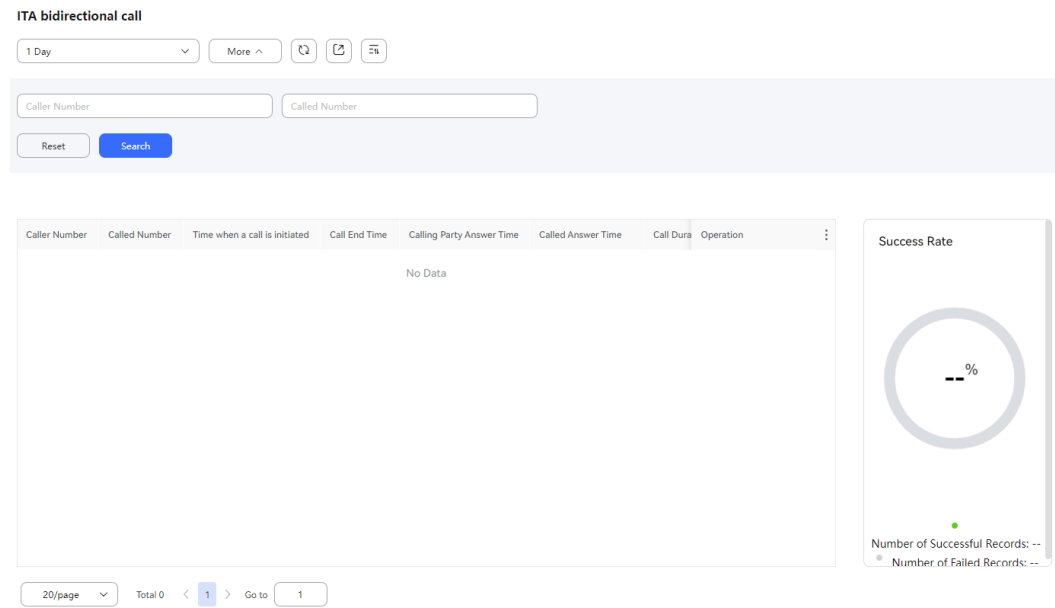 ITA bidirectional call
1 Day More
Caller Number Called Number
Reset Search
Caller Number Called Number Time when a call is initiated Call End Time Calling Party Answer Time Called Answer Time Call Dura Operation
No Data
Success Rate
--%
Number of Successful Records: --
Number of Failed Records: --
20/page Total 0 < 1 > Go to 1